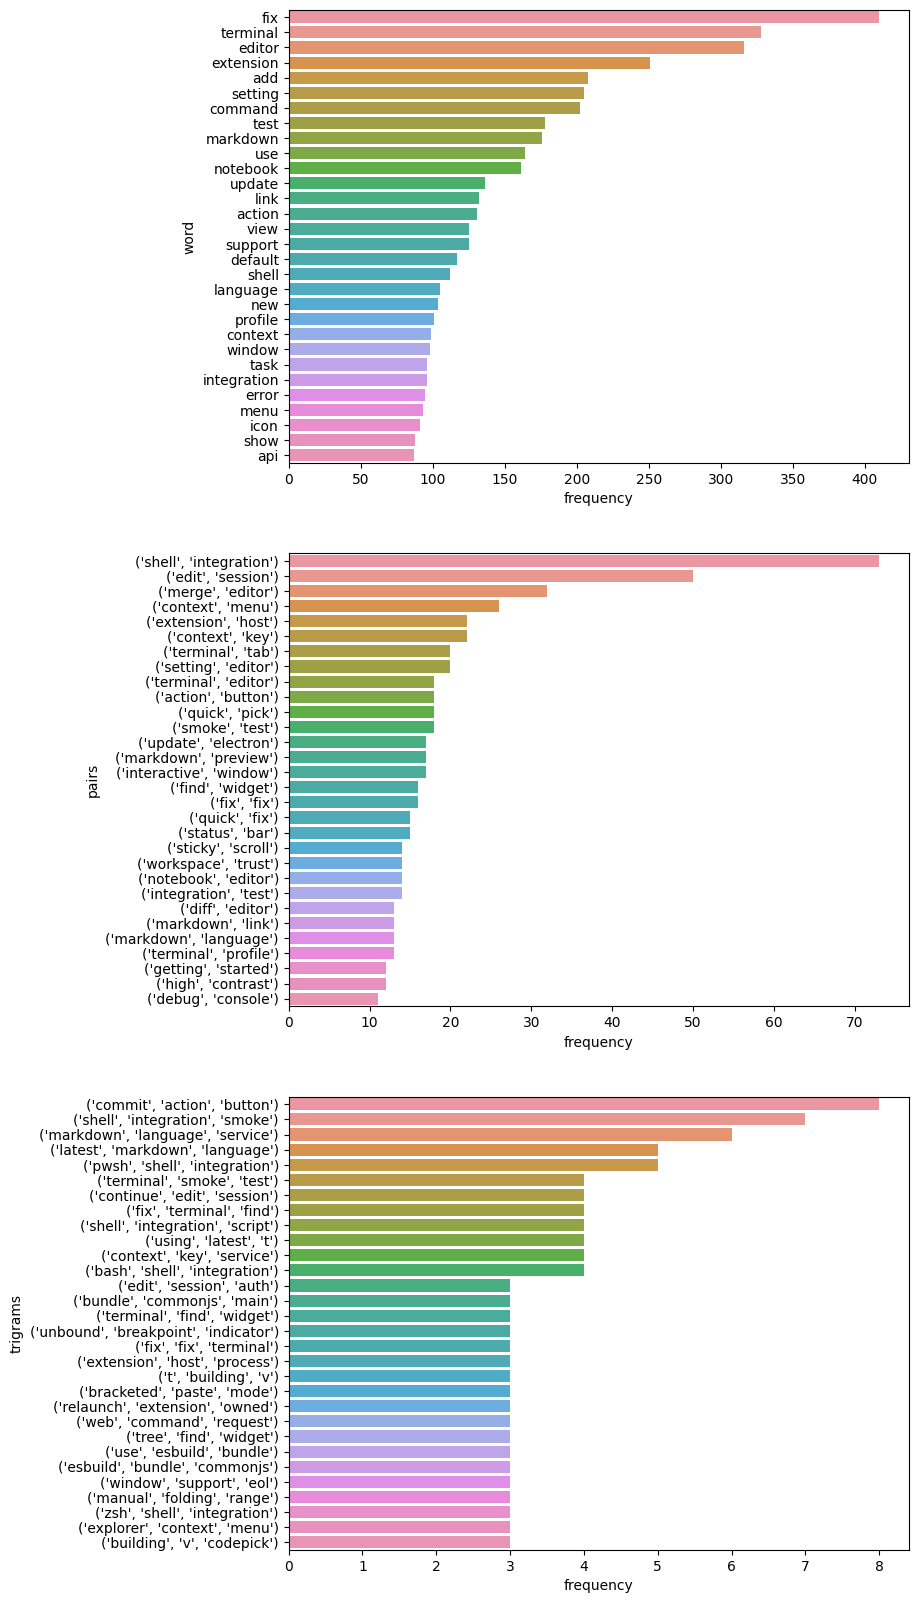 fix
terminal
editor
extension
add
setting
command
test
markdown
use
notebook
update
link
action
view
support
default
shell
language
new
profile
context
window
task
integration
error
menu
icon
show
api
word
0 50 100 150 200 250 300 350 400
frequency
('shell', 'integration')
('edit', 'session')
('merge', 'editor')
('context', 'menu')
('extension', 'host')
('context', 'key')
('terminal', 'tab')
('setting', 'editor')
('terminal', 'editor')
('action', 'button')
('quick', 'pick')
('smoke', 'test')
('update', 'electron')
('markdown', 'preview')
('interactive', 'window')
('find', 'widget')
('fix', 'fix')
('quick', 'fix')
('status', 'bar')
('sticky', 'scroll')
('workspace', 'trust')
('notebook', 'editor')
('integration', 'test')
('diff', 'editor')
('markdown', 'link')
('markdown', 'language')
('terminal', 'profile')
('getting', 'started')
('high', 'contrast')
('debug', 'console')
pairs
0 10 20 30 40 50 60 70
frequency
('commit', 'action', 'button')
('shell', 'integration', 'smoke')
('markdown', 'language', 'service')
('latest', 'markdown', 'language')
('pwsh', 'shell', 'integration')
('terminal', 'smoke', 'test')
('continue', 'edit', 'session')
('fix', 'terminal', 'find')
('shell', 'integration', 'script')
('using', 'latest', 't')
('context', 'key', 'service')
('bash', 'shell', 'integration')
('edit', 'session', 'auth')
('bundle', 'commonjs', 'main')
('terminal', 'find', 'widget')
('unbound', 'breakpoint', 'indicator')
('fix', 'fix', 'terminal')
('extension', 'host', 'process')
('t', 'building', 'v')
('bracketed', 'paste', 'mode')
('relaunch', 'extension', 'owned')
('web', 'command', 'request')
('tree', 'find', 'widget')
('use', 'esbuild', 'bundle')
('esbuild', 'bundle', 'commonjs')
('window', 'support', 'eol')
('manual', 'folding', 'range')
('zsh', 'shell', 'integration')
('explorer', 'context', 'menu')
('building', 'v', 'codepick')
trigrams
0 1 2 3 4 5 6 7 8
frequency